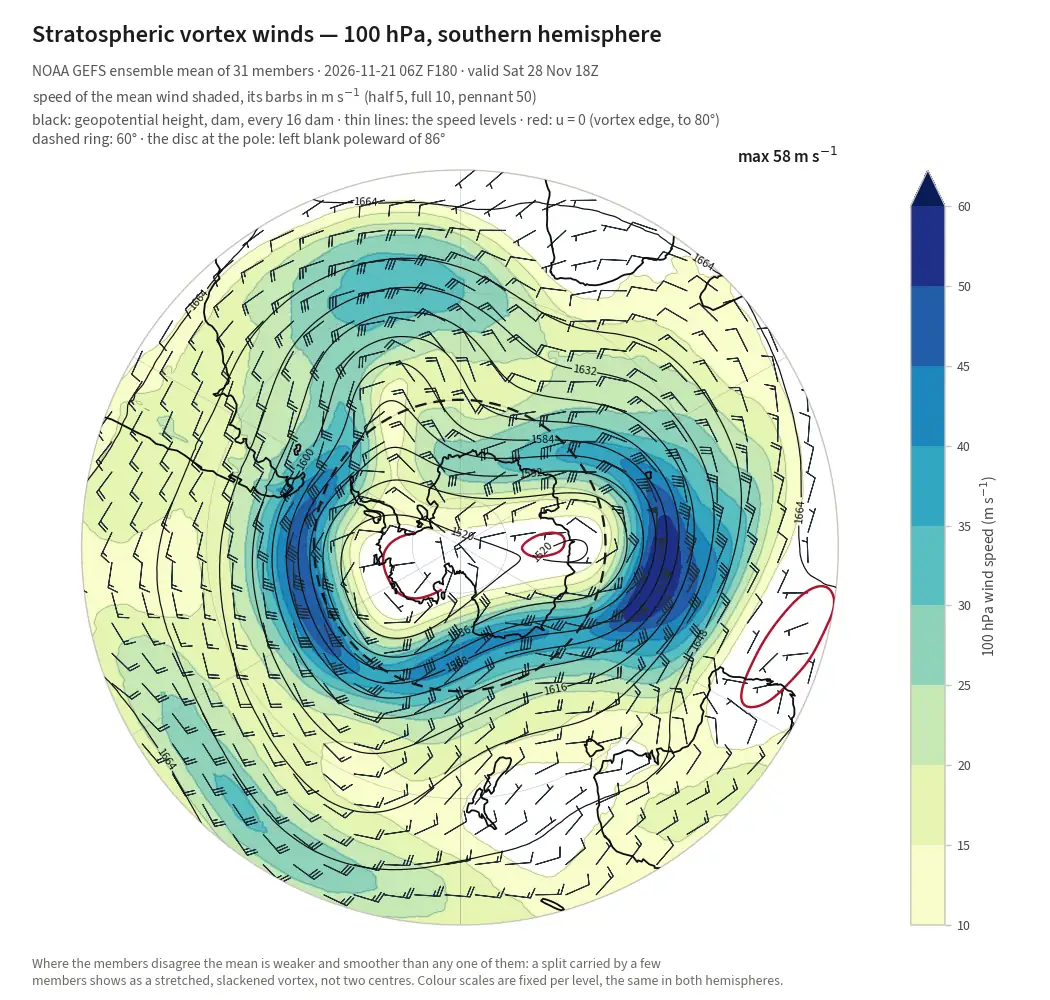 Stratospheric vortex winds — 100 hPa, southern hemisphere
NOAA GEFS ensemble mean of 31 members · 2026-11-21 06Z F180 · valid Sat 28 Nov 18Z
speed of the mean wind shaded, its barbs in m s⁻¹ (half 5, full 10, pennant 50)
black: geopotential height, dam, every 16 dam · thin lines: the speed levels · red: u = 0 (vortex edge, to 80°)
dashed ring: 60° · the disc at the pole: left blank poleward of 86°
max 58 m s⁻¹
1664
1664
1664
1632
1584
1600
1520
1520
1664
1568
1648
1616
1664
60
50
45
40
35
30
25
20
15
10
100 hPa wind speed (m s⁻¹)
Where the members disagree the mean is weaker and smoother than any one of them: a split carried by a few
members shows as a stretched, slackened vortex, not two centres. Colour scales are fixed per level, the same in both hemispheres.